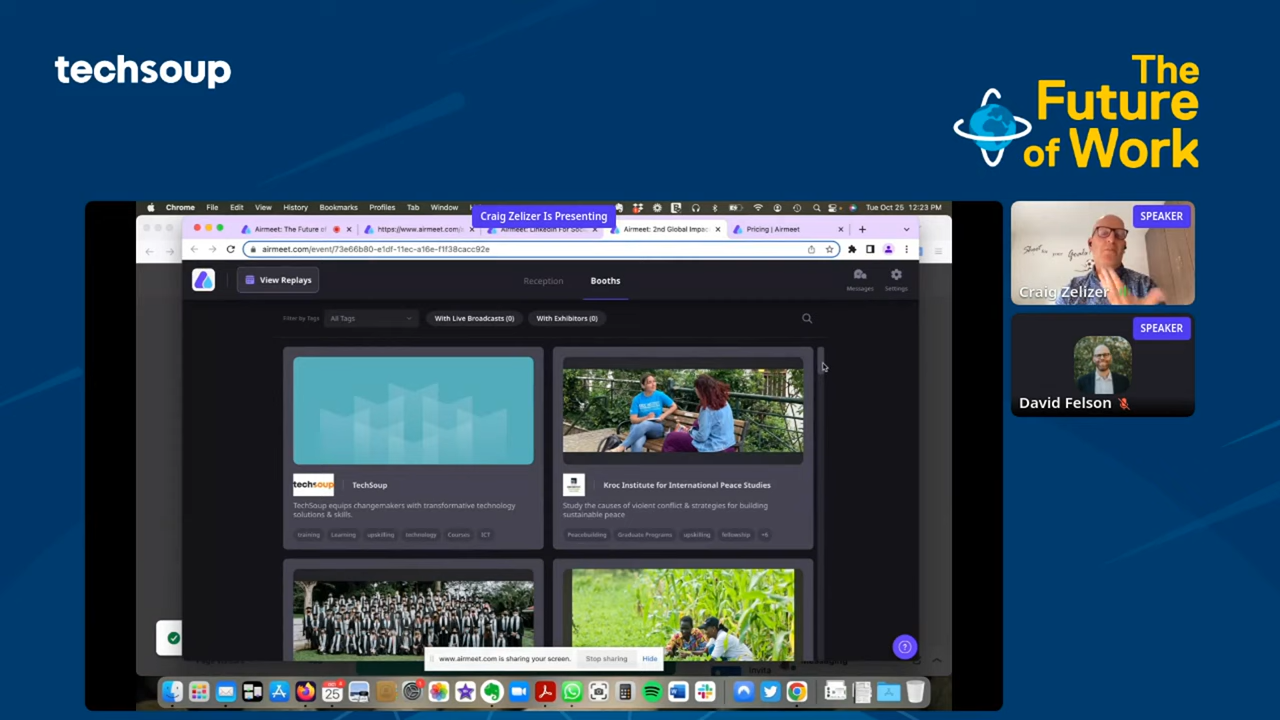 techsoup
The
Future
of Work
Chrome File Edit View History Bookmarks Profiles Tab Window
Tue Oct 25 12:23 PM
Craig Zelizer Is Presenting
Airmeet: The Future of
https://www.airmeet.com/e
Airmeet: LinkedIn For Soc
Airmeet: 2nd Global Impac
Pricing | Airmeet
airmeet.com/event/73e66b80-e1df-11ec-a16e-f1f38cacc92e
View Replays
Reception
Booths
Messages
Settings
Filter by Tags
All Tags
With Live Broadcasts (0)
With Exhibitors (0)
techsoup
TechSoup
TechSoup equips changemakers with transformative technology
solutions & skills.
training Learning upskilling technology Courses ICT
Kroc Institute for International Peace Studies
Study the causes of violent conflict & strategies for building
sustainable peace
Peacebuilding Graduate Programs upskilling fellowship +6
www.airmeet.com is sharing your screen.
Stop sharing
Hide
SPEAKER
Craig Zelizer
SPEAKER
David Felson